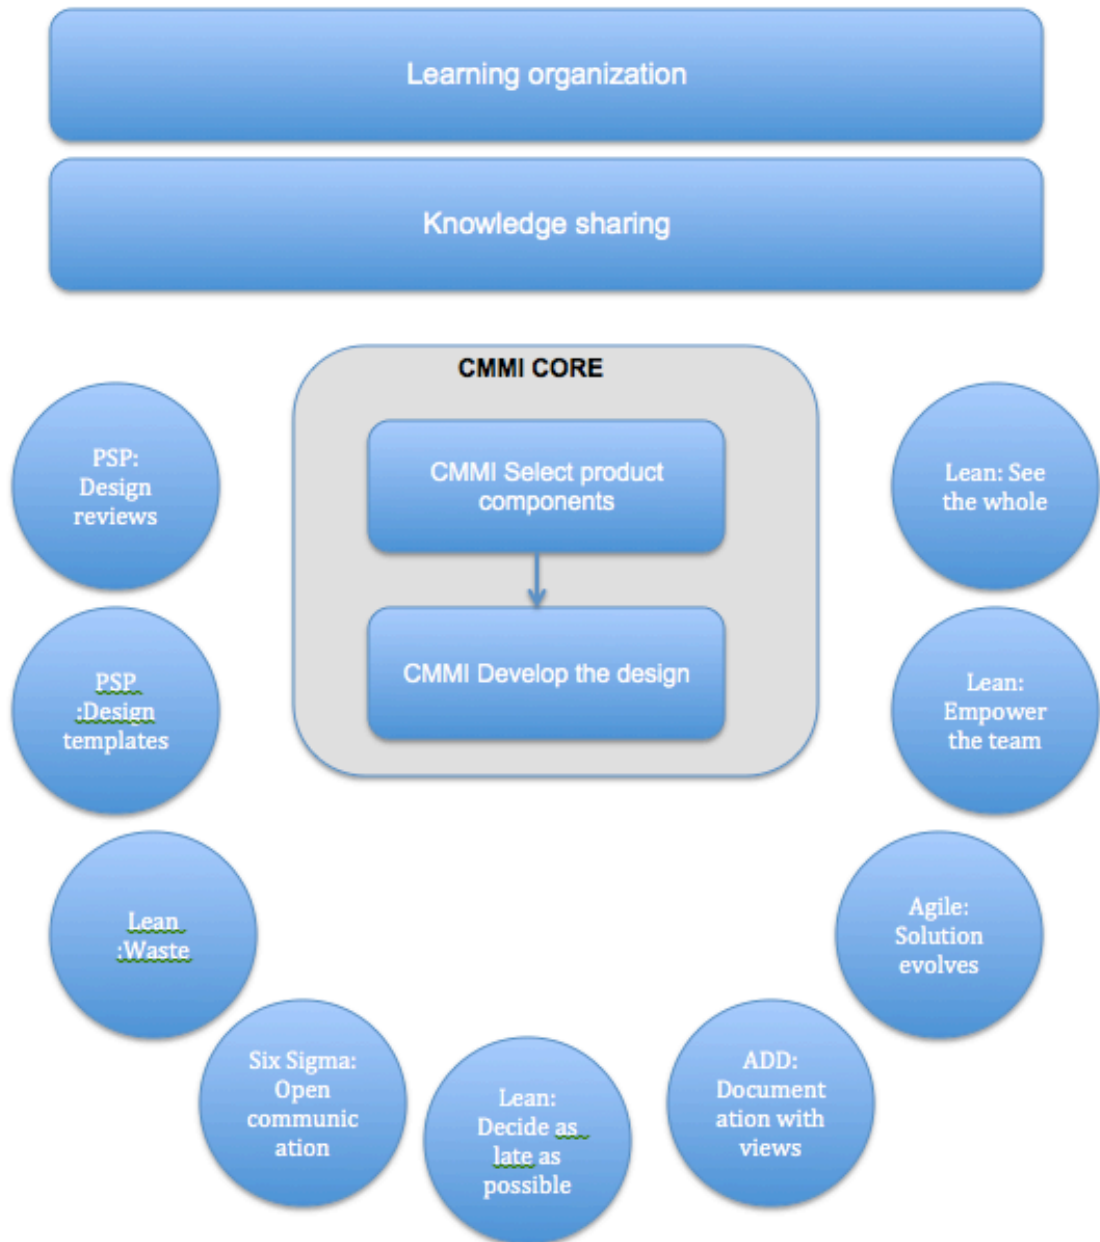 Learning organization
Knowledge sharing
CMMI CORE
CMMI Select product
components
CMMI Develop the design
PSP:
Design
reviews
PSP
:Design
templates
Lean
:Waste
Six Sigma:
Open
communic
ation
Lean:
Decide as
late as
possible
ADD:
Document
ation with
views
Agile:
Solution
evolves
Lean:
Empower
the team
Lean: See
the whole